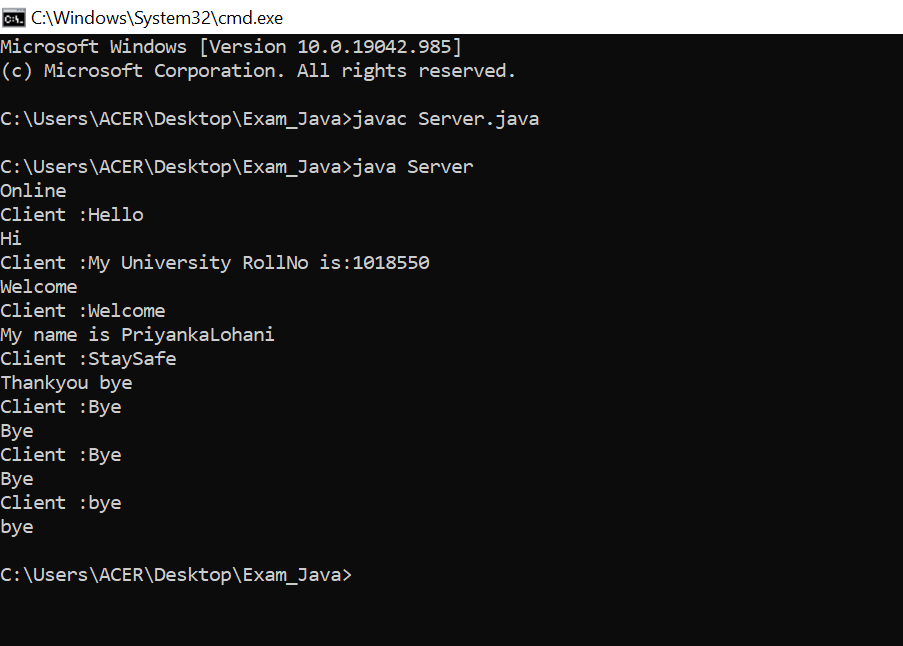 C:\Windows\System32\cmd.exe
Microsoft Windows [Version 10.0.19042.985]
(c) Microsoft Corporation. All rights reserved.
C:\Users\ACER\Desktop\Exam_Java>javac Server.java
C:\Users\ACER\Desktop\Exam_Java>java Server
Online
Client :Hello
Hi
Client :My University RollNo is:1018550
Welcome
Client :Welcome
My name is PriyankaLohani
Client :StaySafe
Thankyou bye
Client :Bye
Bye
Client :Bye
Bye
Client :bye
bye
C:\Users\ACER\Desktop\Exam_Java>